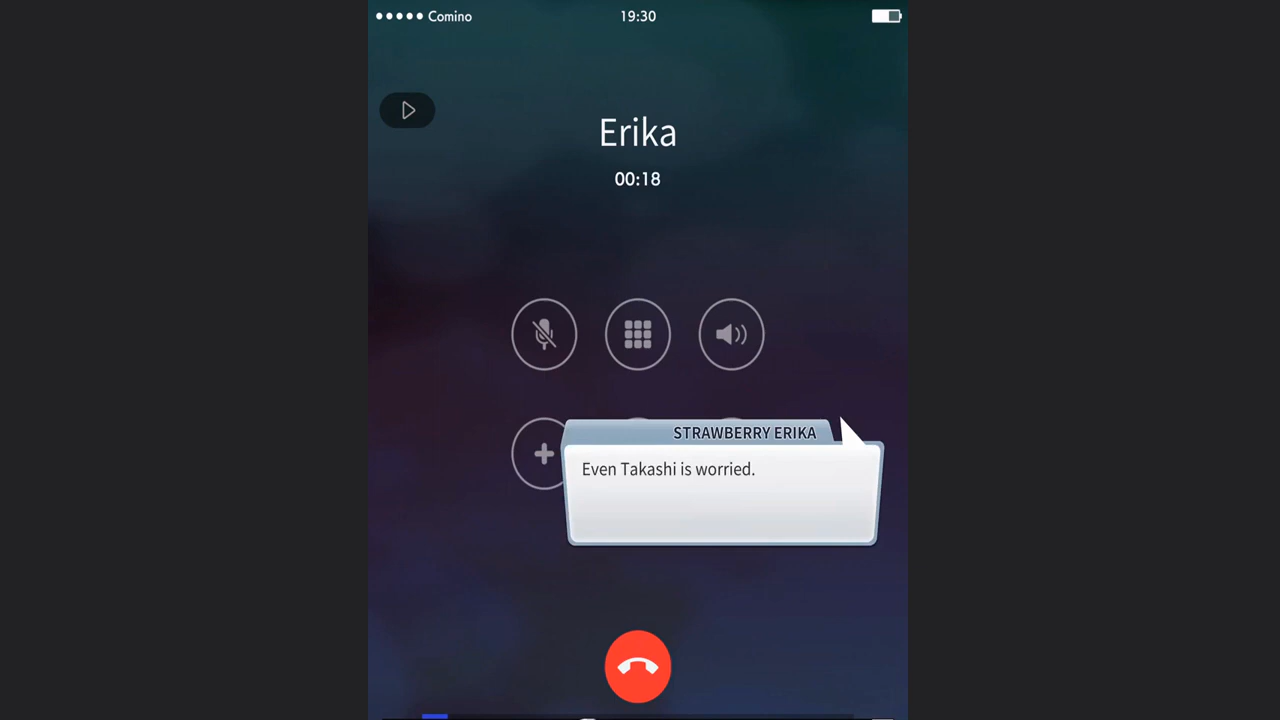 Comino
19:30
Erika
00:18
STRAWBERRY ERIKA
Even Takashi is worried.